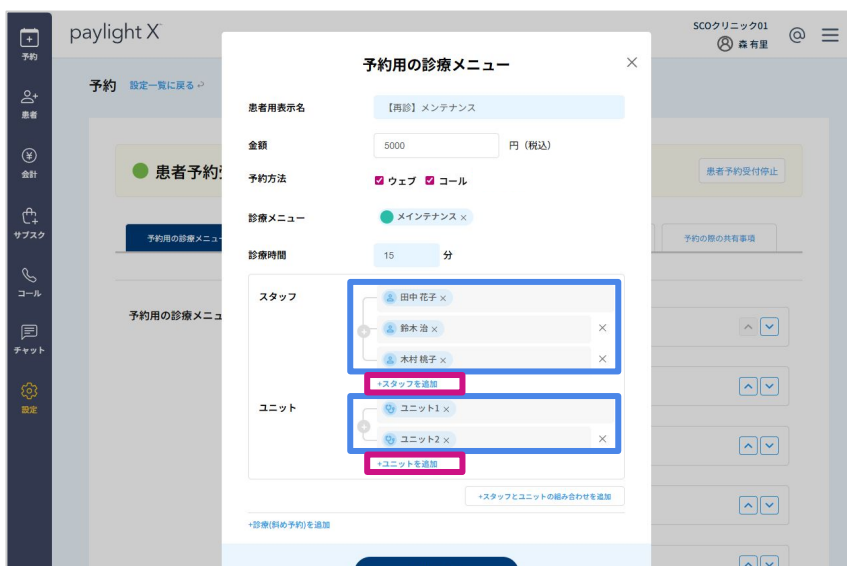 paylight X
SCOクリニック01
森 有里
予約
患者
会計
サブスク
コール
チャット
設定
予約 設定一覧に戻る
患者予約
患者予約受付停止
予約用の診療メニュー
予約の際の共有事項
予約用の診療メニュ
予約用の診療メニュー
患者用表示名 【再診】メンテナンス
金額 5000 円（税込）
予約方法 ウェブ コール
診療メニュー メインテナンス ×
診療時間 15 分
スタッフ 田中 花子 ×
鈴木 治 ×
木村 桃子 ×
+スタッフを追加
ユニット ユニット1 ×
ユニット2 ×
+ユニットを追加
+スタッフとユニットの組み合わせを追加
+診療(斜め予約)を追加